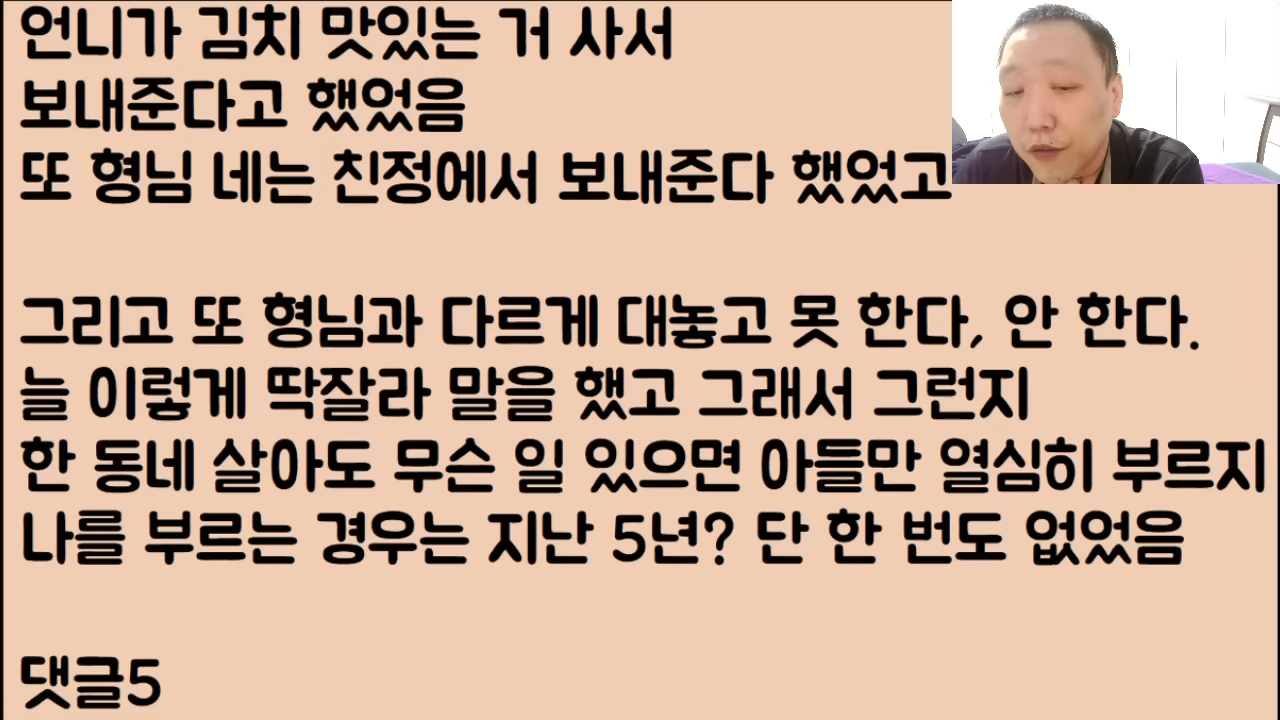 언니가 김치 맛있는 거 사서
보내준다고 했었음
또 형님 네는 친정에서 보내준다 했었고
그리고 또 형님과 다르게 대놓고 못 한다, 안 한다.
늘 이렇게 딱잘라 말을 했고 그래서 그런지
한 동네 살아도 무슨 일 있으면 아들만 열심히 부르지
나를 부르는 경우는 지난 5년? 단 한 번도 없었음
댓글5